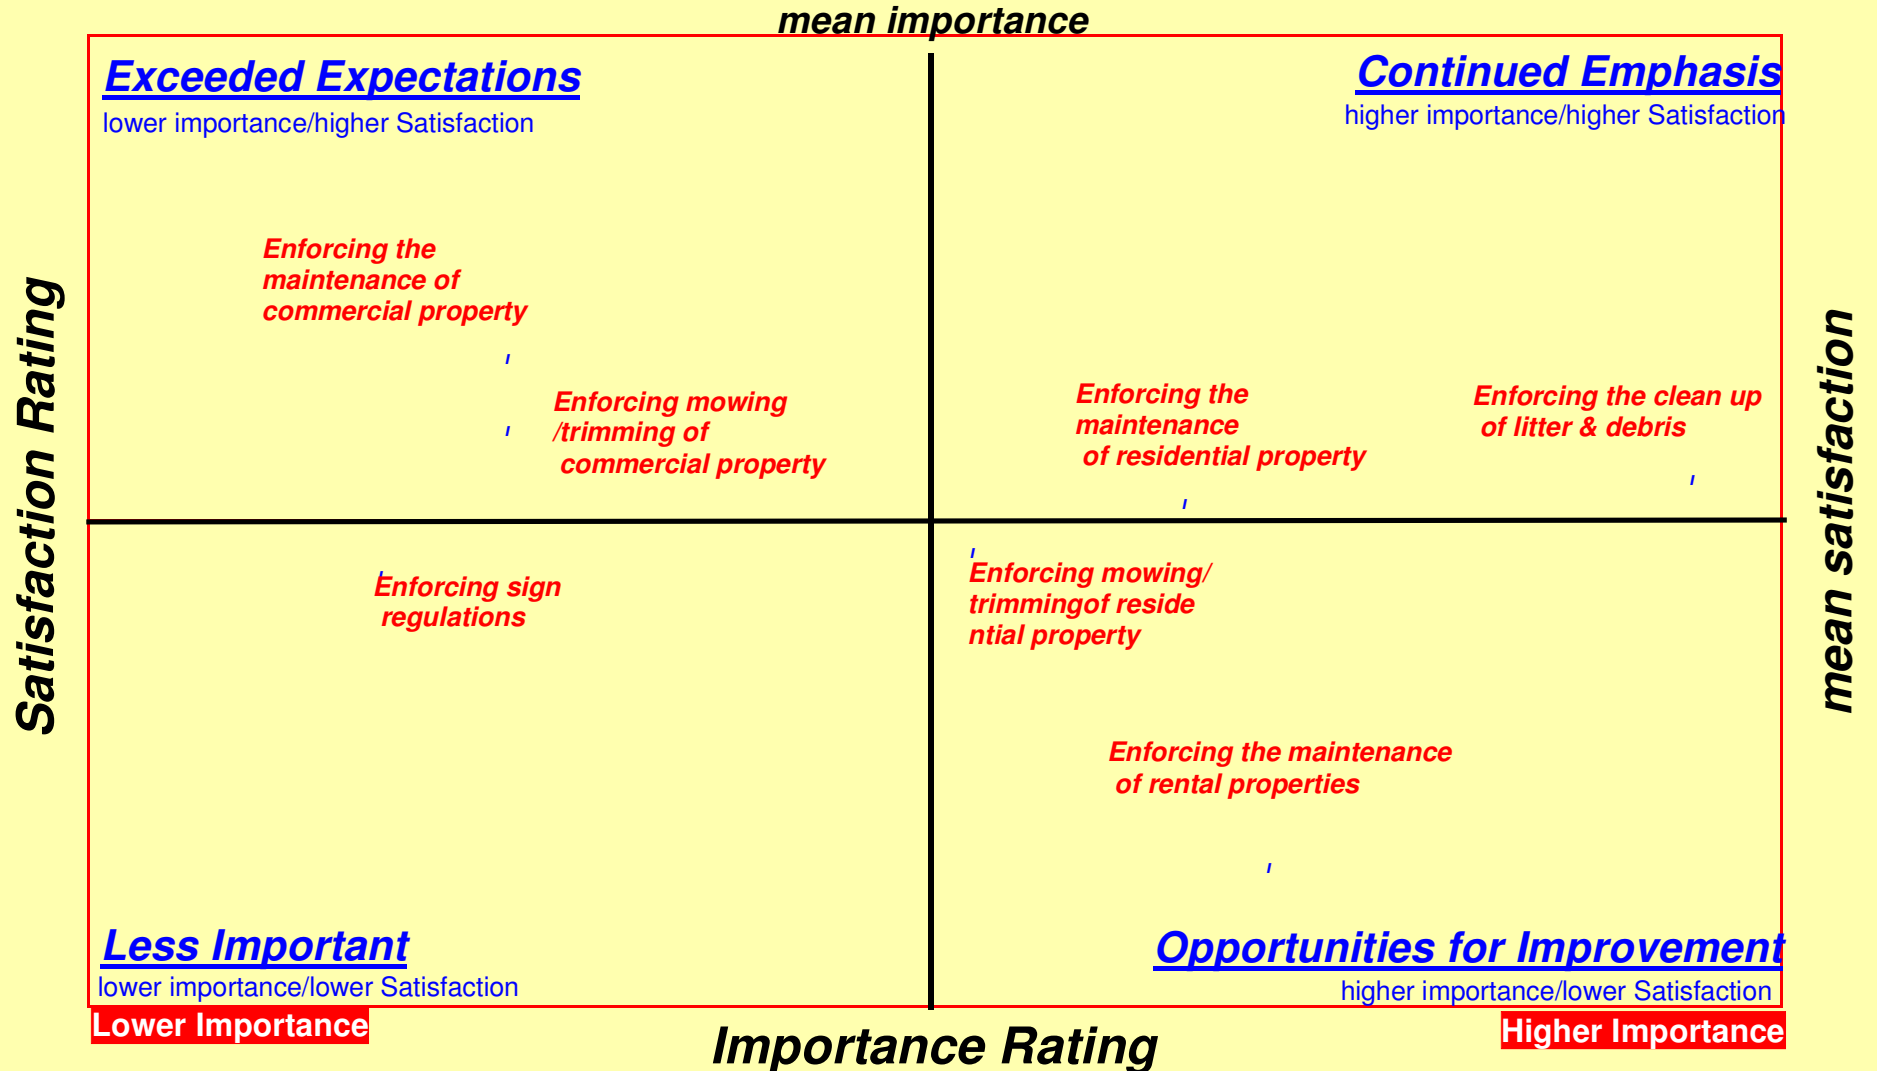 mean importance
Exceeded Expectations
lower importance/higher Satisfaction
Continued Emphasis
higher importance/higher Satisfaction
Enforcing the
maintenance of
commercial property
Enforcing mowing
/trimming of
commercial property
Enforcing the
maintenance
of residential property
Enforcing the clean up
of litter & debris
Satisfaction Rating
mean satisfaction
Enforcing sign
regulations
Enforcing mowing/
trimmingof reside
ntial property
Enforcing the maintenance
of rental properties
Less Important
lower importance/lower Satisfaction
Opportunities for Improvement
higher importance/lower Satisfaction
Lower Importance
Importance Rating
Higher Importance